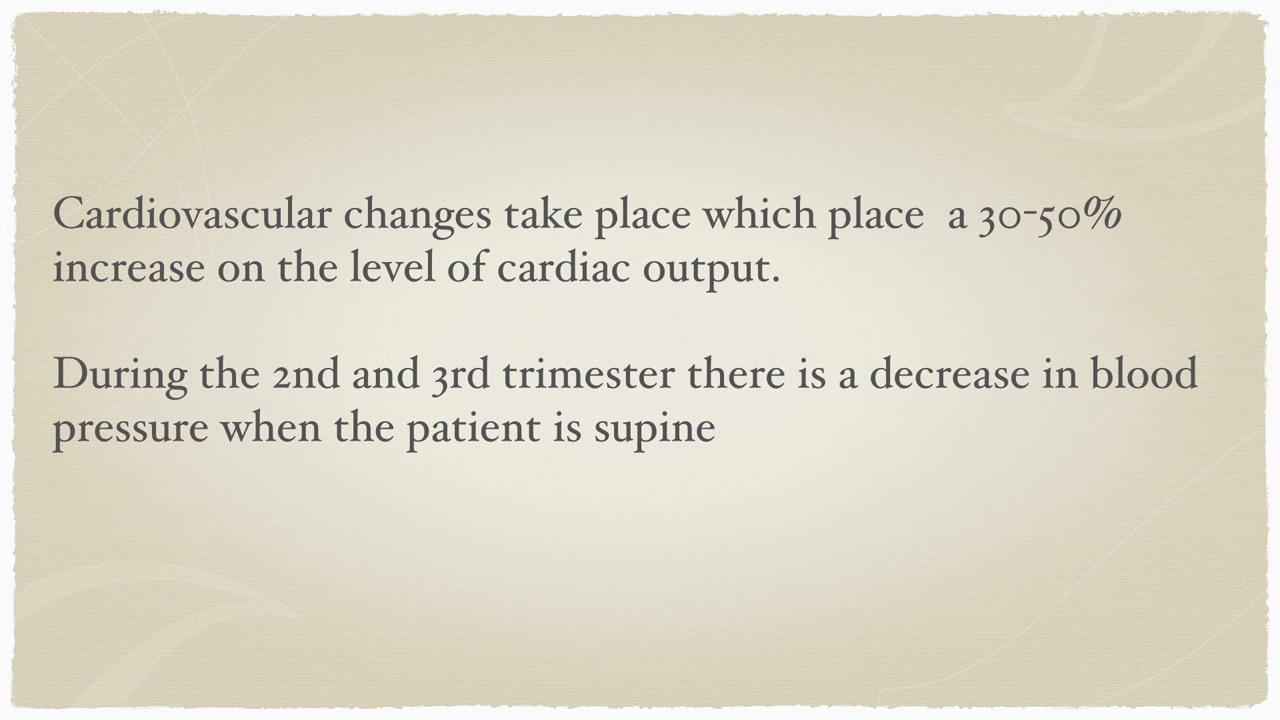 Cardiovascular changes take place which place  a 30-50%
increase on the level of cardiac output.
During the 2nd and 3rd trimester there is a decrease in blood
pressure when the patient is supine